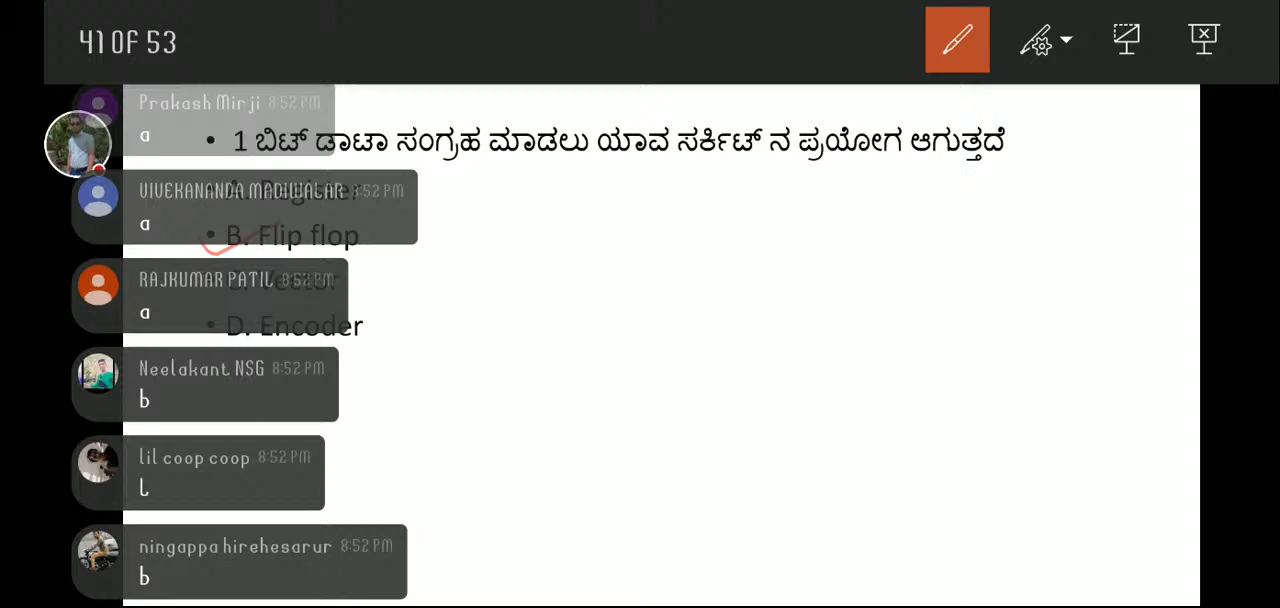 41 OF 53
Prakash Mirji 8:52 PM
a
• 1 ಬಿಟ್ ಡಾಟಾ ಸಂಗ್ರಹ ಮಾಡಲು ಯಾವ ಸರ್ಕಿಟ್ ನ ಪ್ರಯೋಗ ಆಗುತ್ತದೆ
VIVEKANANDA MADIWALAR 8:52 PM
A. Register
a
• B. Flip flop
RAJKUMAR PATIL 8:52 PM
C. Vector
a
• D. Encoder
Neelakant NSG 8:52 PM
b
lil coop coop 8:52 PM
ningappa hirehesarur 8:52 PM
b